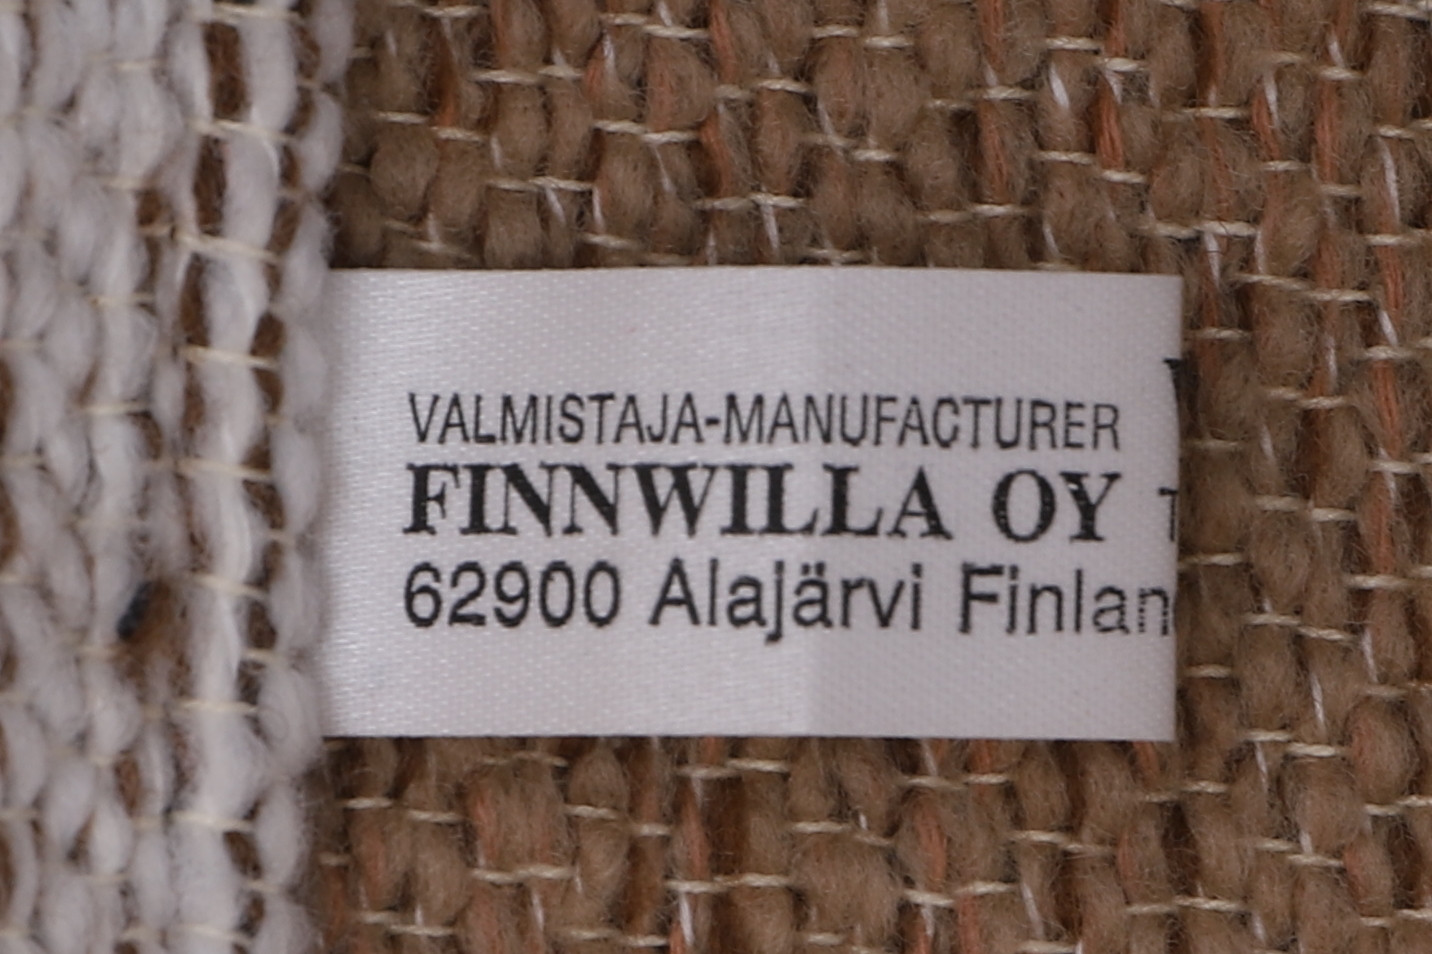 VALMISTAJA-MANUFACTURER
FINNWILLA OY
62900 Alajärvi Finlan